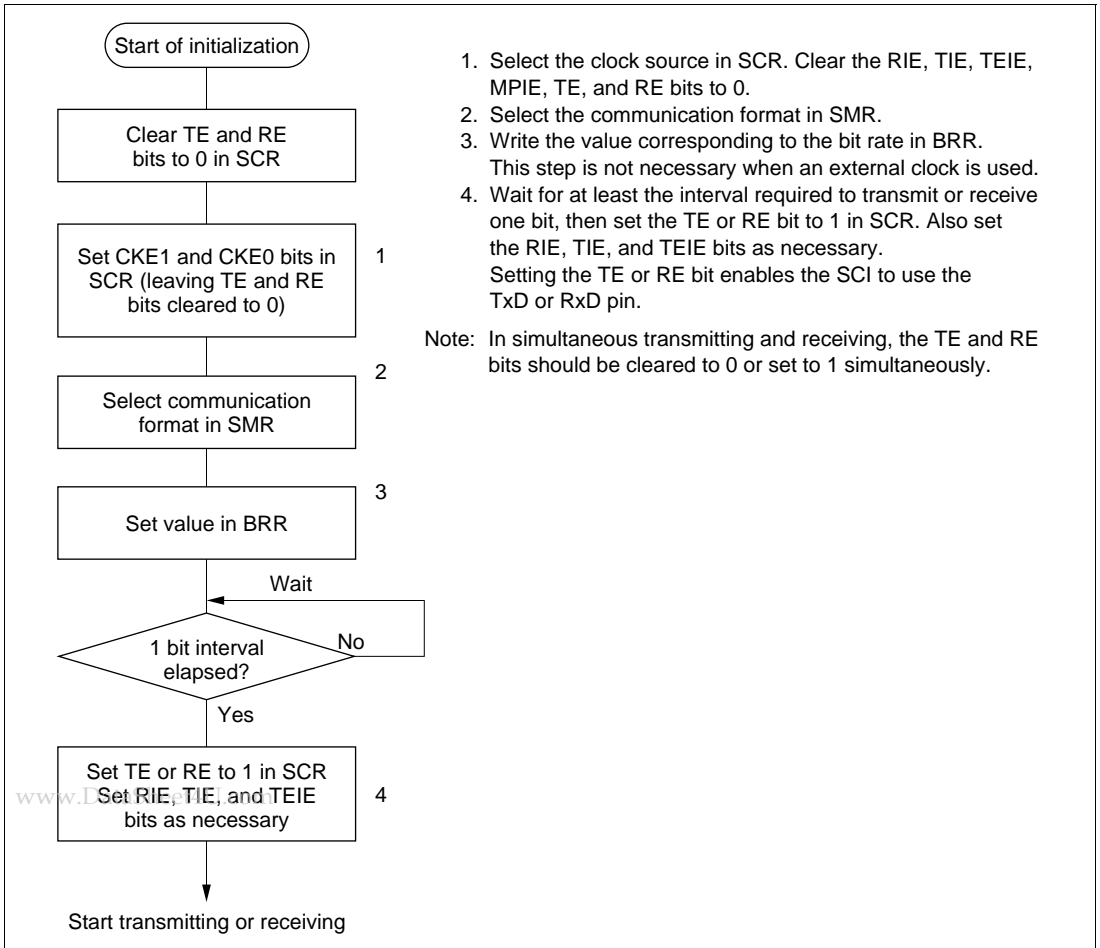 Start of initialization
Clear TE and RE
bits to 0 in SCR
Set CKE1 and CKE0 bits in
SCR (leaving TE and RE
bits cleared to 0)
1
2
Select communication
format in SMR
3
Set value in BRR
Wait
1 bit interval
elapsed?
No
Yes
Set TE or RE to 1 in SCR
Set RIE, TIE, and TEIE
bits as necessary
4
www.DataSheet4U.com
Start transmitting or receiving
1. Select the clock source in SCR. Clear the RIE, TIE, TEIE,
MPIE, TE, and RE bits to 0.
2. Select the communication format in SMR.
3. Write the value corresponding to the bit rate in BRR.
This step is not necessary when an external clock is used.
4. Wait for at least the interval required to transmit or receive
one bit, then set the TE or RE bit to 1 in SCR. Also set
the RIE, TIE, and TEIE bits as necessary.
Setting the TE or RE bit enables the SCI to use the
TxD or RxD pin.
Note: In simultaneous transmitting and receiving, the TE and RE
bits should be cleared to 0 or set to 1 simultaneously.